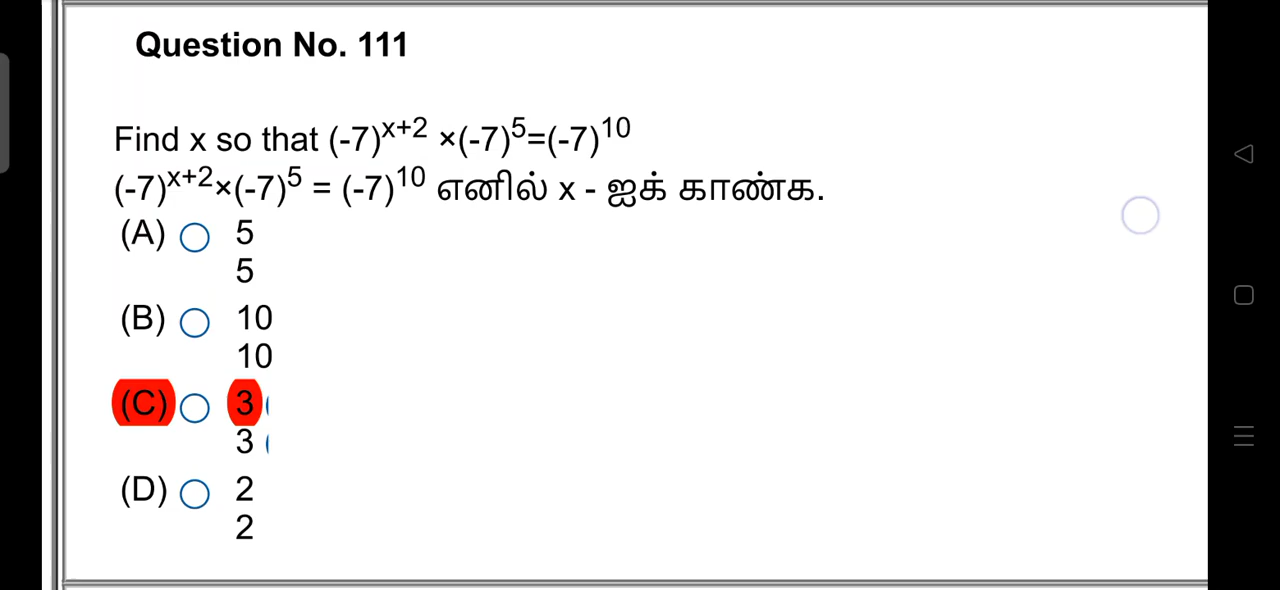 Question No. 111
Find x so that (-7)^x+2 ×(-7)^5=(-7)^10
(-7)^x+2×(-7)^5 = (-7)^10 எனில் x - ஐக் காண்க.
(A) 5
5
(B) 10
10
(C) 3
3
(D) 2
2